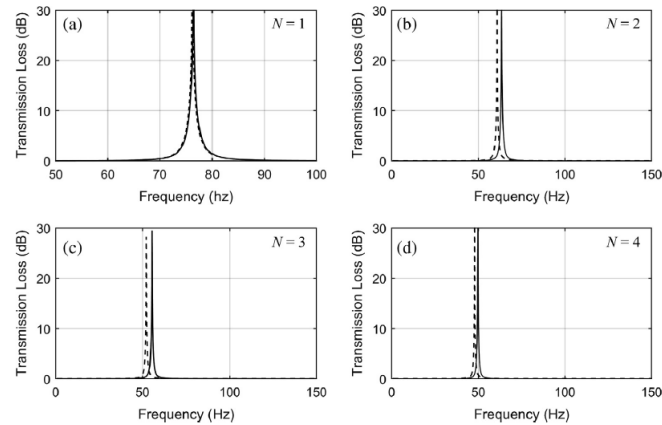 (a)
N = 1
Transmission Loss (dB)
30
20
10
0
50 60 70 80 90 100
Frequency (hz)
(b)
N = 2
Transmission Loss (dB)
30
20
10
0
0 50 100 150
Frequency (Hz)
(c)
N = 3
Transmission Loss (dB)
30
20
10
0
0 50 100 150
Frequency (Hz)
(d)
N = 4
Transmission Loss (dB)
30
20
10
0
0 50 100 150
Frequency (Hz)